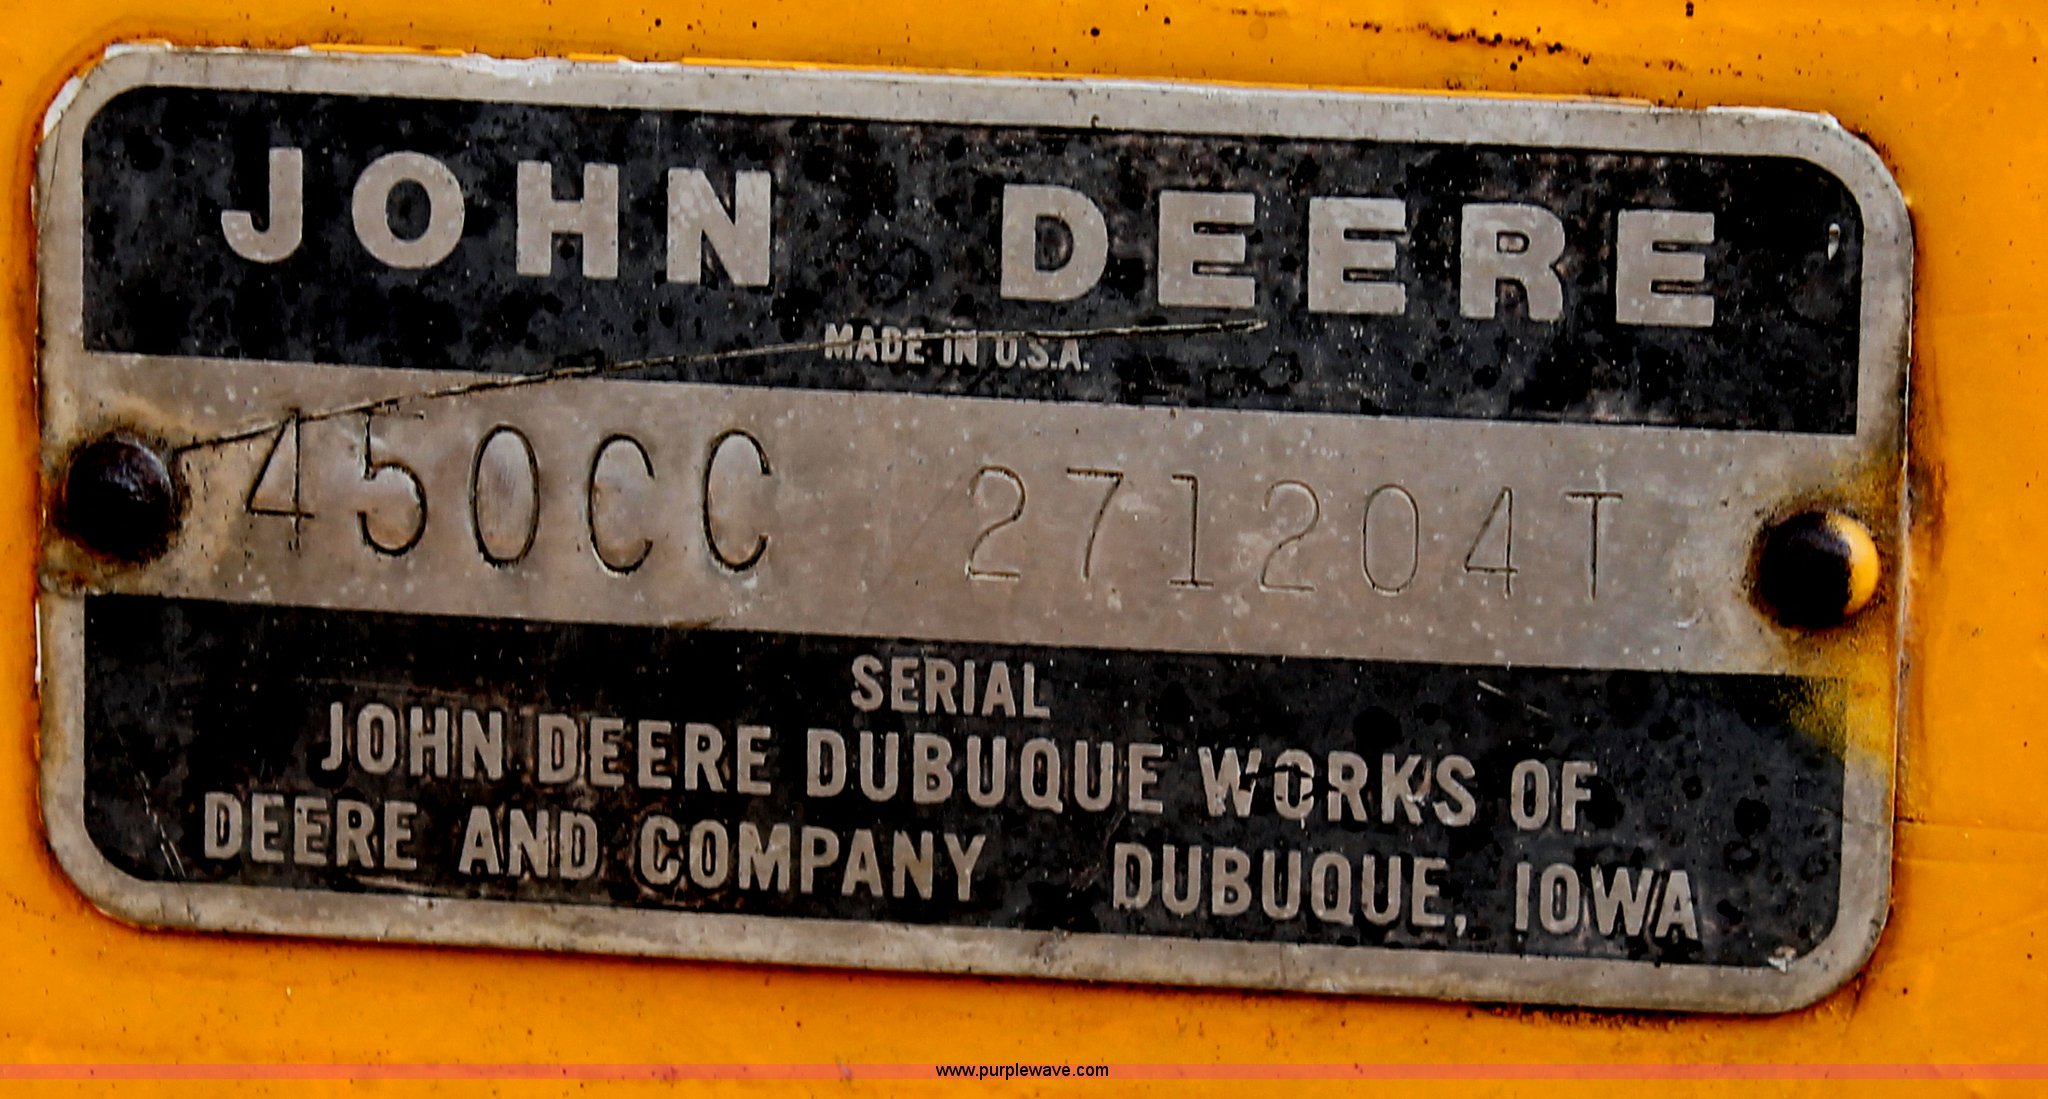 JOHN DEERE
MADE IN U.S.A.
450CC 271204T
SERIAL
JOHN DEERE DUBUQUE WORKS OF
DEERE AND COMPANY DUBUQUE, IOWA
www.purplewave.com